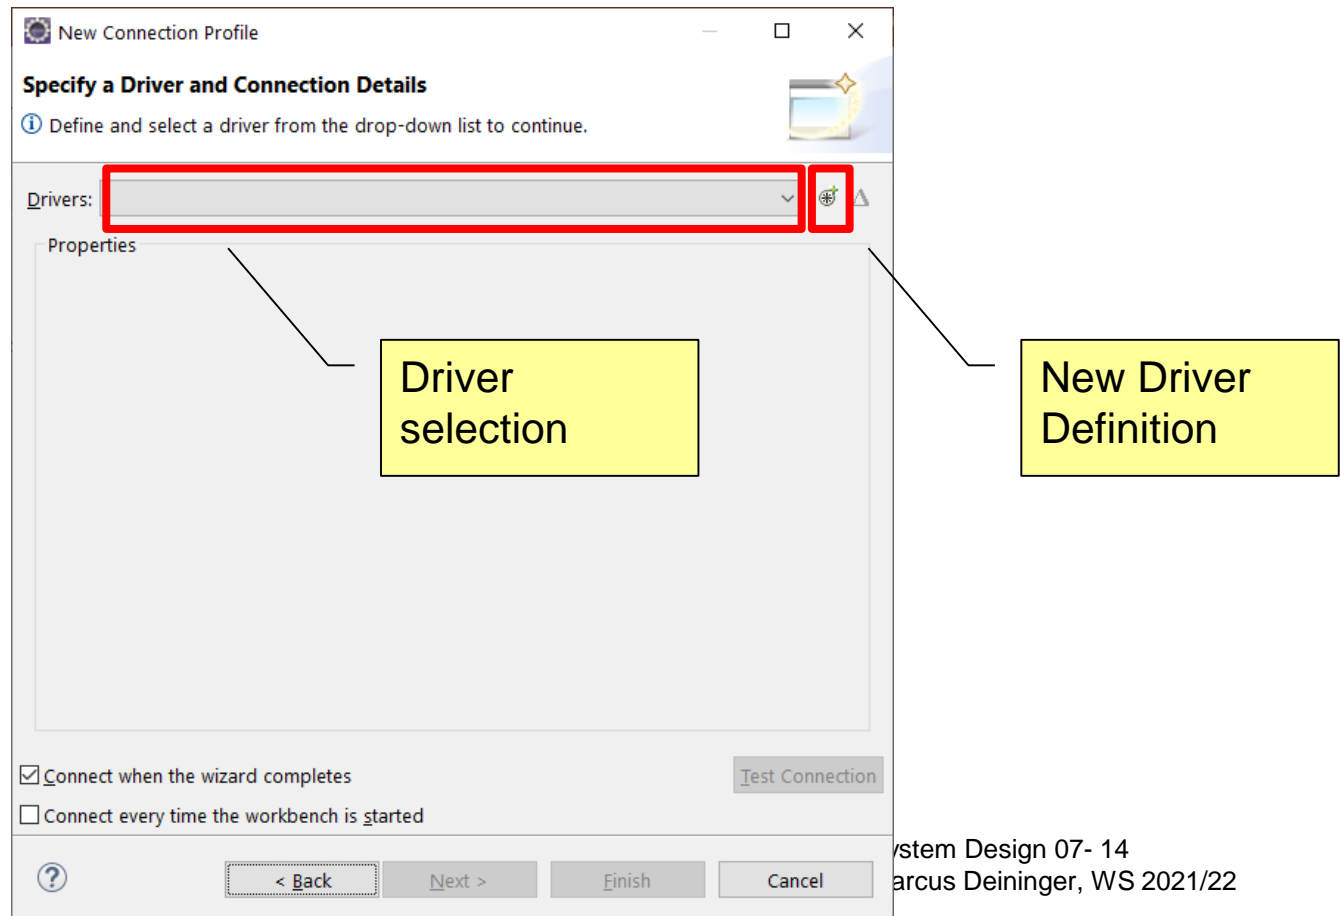 New Connection Profile
Specify a Driver and Connection Details
Define and select a driver from the drop-down list to continue.
Drivers:
Properties
Driver
selection
New Driver
Definition
Connect when the wizard completes
Test Connection
Connect every time the workbench is started
Design 07- 14
Deininger, WS 2021/22
< Back
Next >
Finish
Cancel